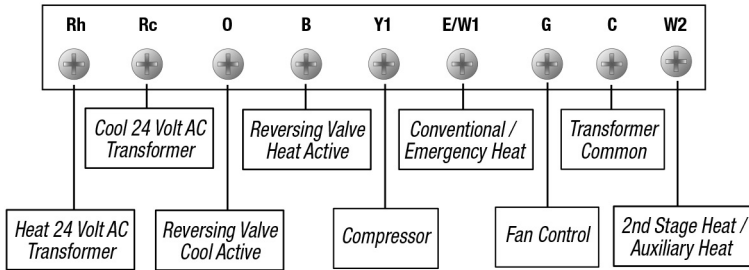 Rh Rc O B Y1 E/W1 G C W2
Cool 24 Volt AC
Transformer
Reversing Valve
Heat Active
Conventional /
Emergency Heat
Transformer
Common
Heat 24 Volt AC
Transformer
Reversing Valve
Cool Active
Compressor
Fan Control
2nd Stage Heat /
Auxiliary Heat